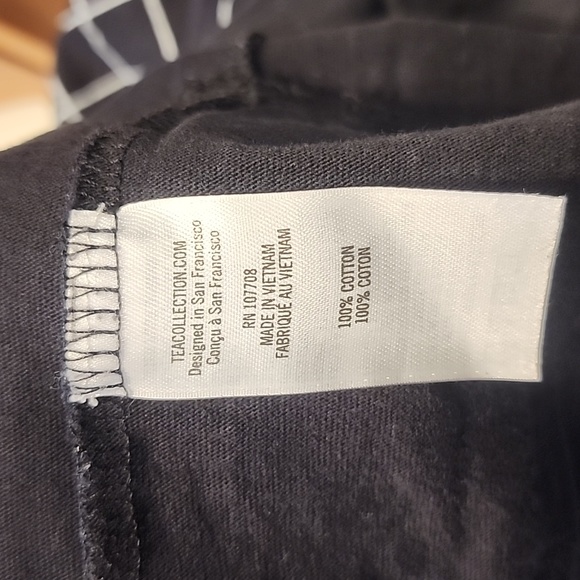 TEACOLLECTION.COM
Designed in San Francisco
Conçu à San Francisco
RN 107708
MADE IN VIETNAM
FABRIQUÉ AU VIETNAM
100% COTTON
100% COTON